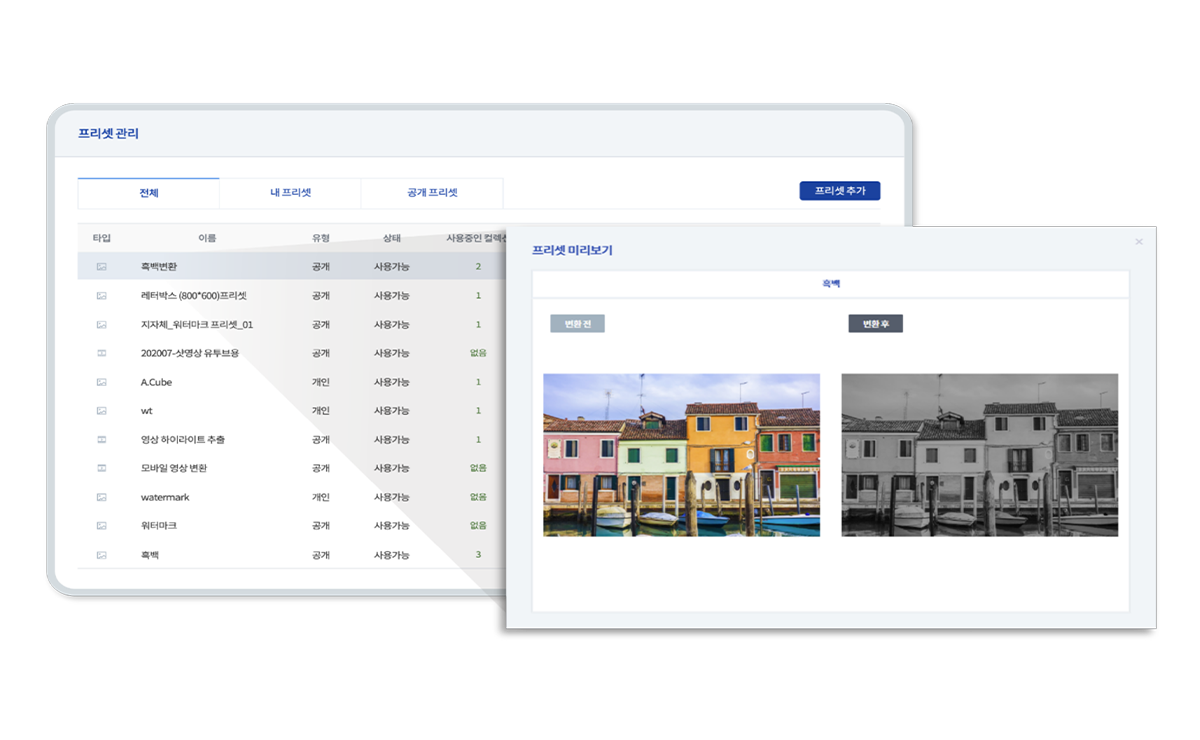 프리셋 관리
전체 내 프리셋 공개 프리셋 프리셋 추가
타입 이름 유형 상태 사용중인 컬렉션
흑백변환 공개 사용가능 2
레터박스 (800*600)프리셋 공개 사용가능 1
지자체_워터마크 프리셋_01 공개 사용가능 1
202007-샷영상 유투브용 공개 사용가능 없음
A.Cube 개인 사용가능 1
wt 개인 사용가능 1
영상 하이라이트 추출 공개 사용가능 1
모바일 영상 변환 공개 사용가능 없음
watermark 개인 사용가능 없음
워터마크 공개 사용가능 없음
흑백 공개 사용가능 3
프리셋 미리보기
흑백
변환 전 변환 후